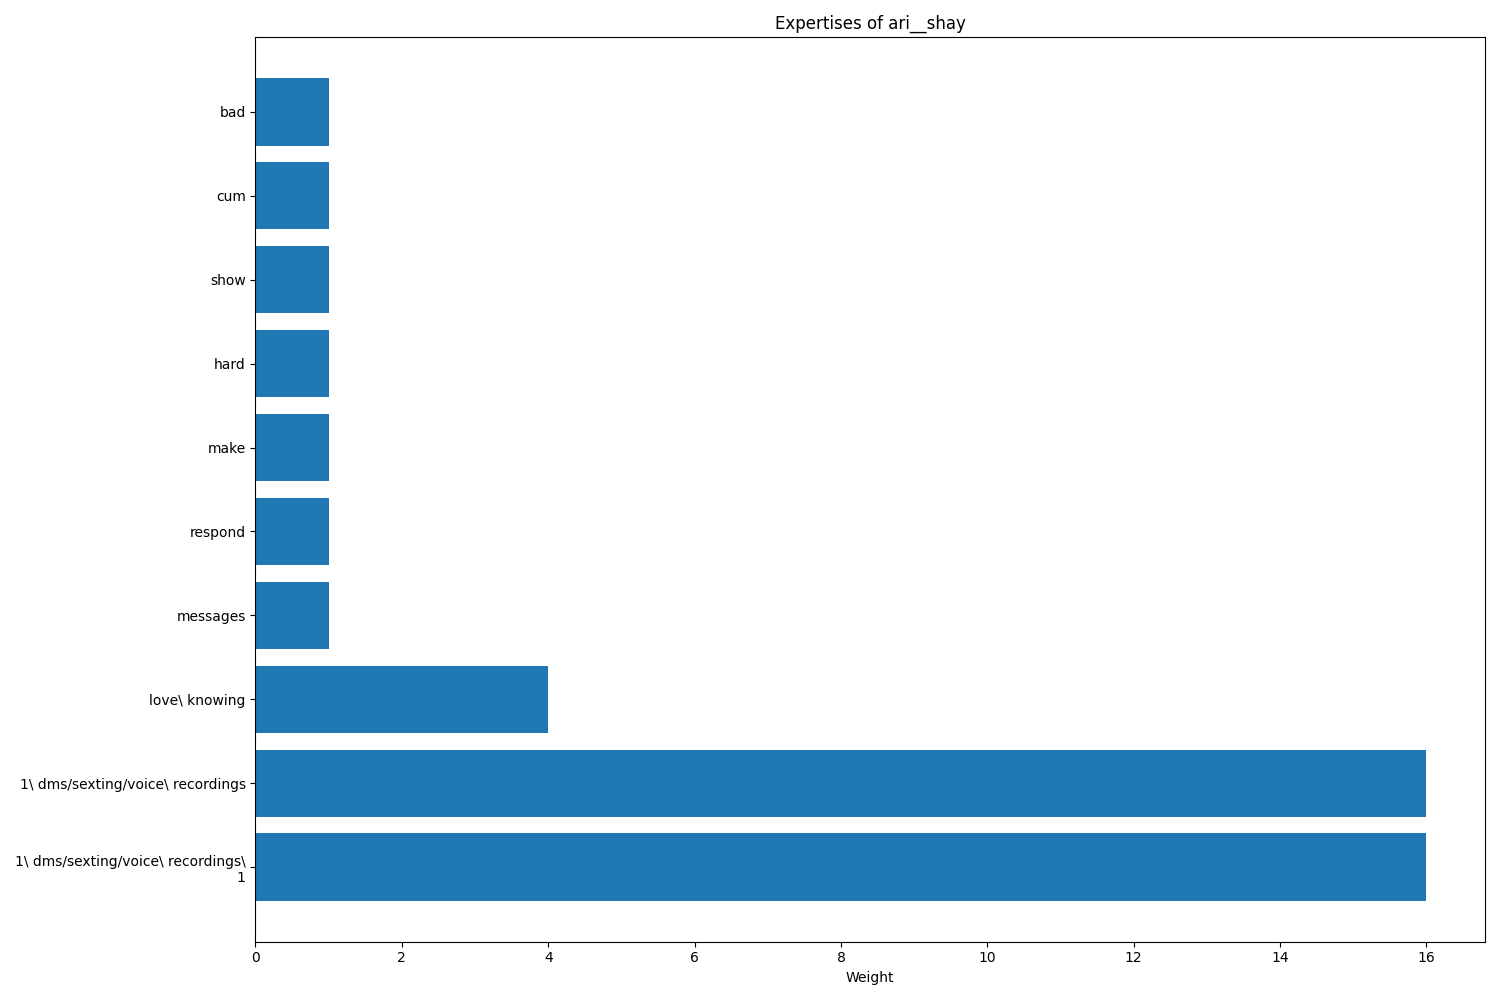 Expertises of ari__shay
bad
cum
show
hard
make
respond
messages
love\ knowing
1\ dms/sexting/voice\ recordings
1\ dms/sexting/voice\ recordings\
1
0 2 4 6 8 10 12 14 16
Weight